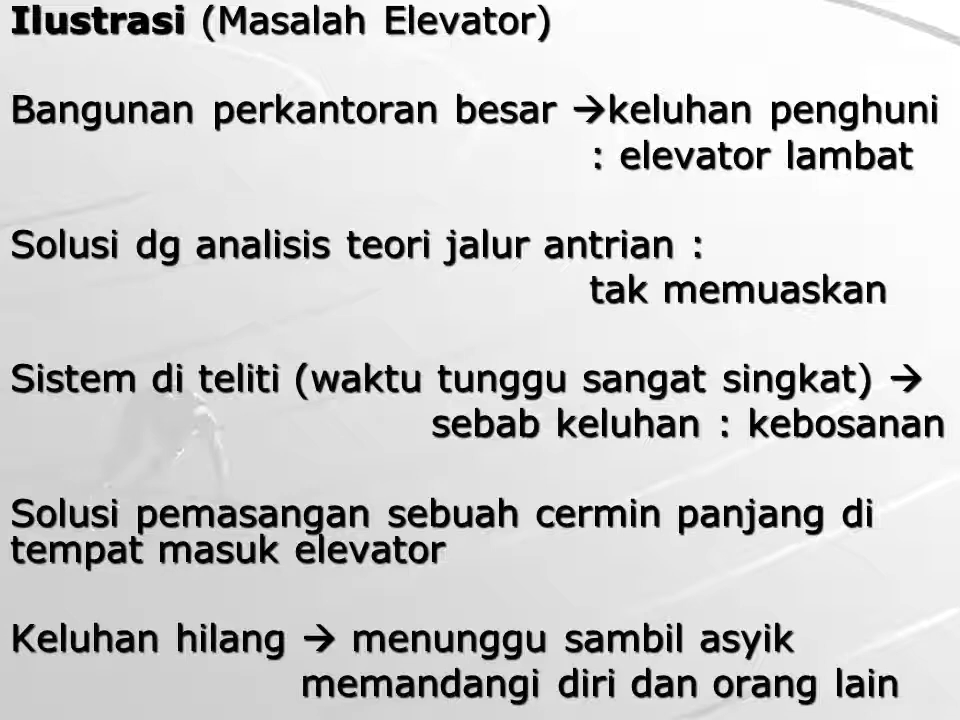 Ilustrasi (Masalah Elevator)
Bangunan perkantoran besar →keluhan penghuni
: elevator lambat
Solusi dg analisis teori jalur antrian :
tak memuaskan
Sistem di teliti (waktu tunggu sangat singkat) →
sebab keluhan : kebosanan
Solusi pemasangan sebuah cermin panjang di
tempat masuk elevator
Keluhan hilang → menunggu sambil asyik
memandangi diri dan orang lain